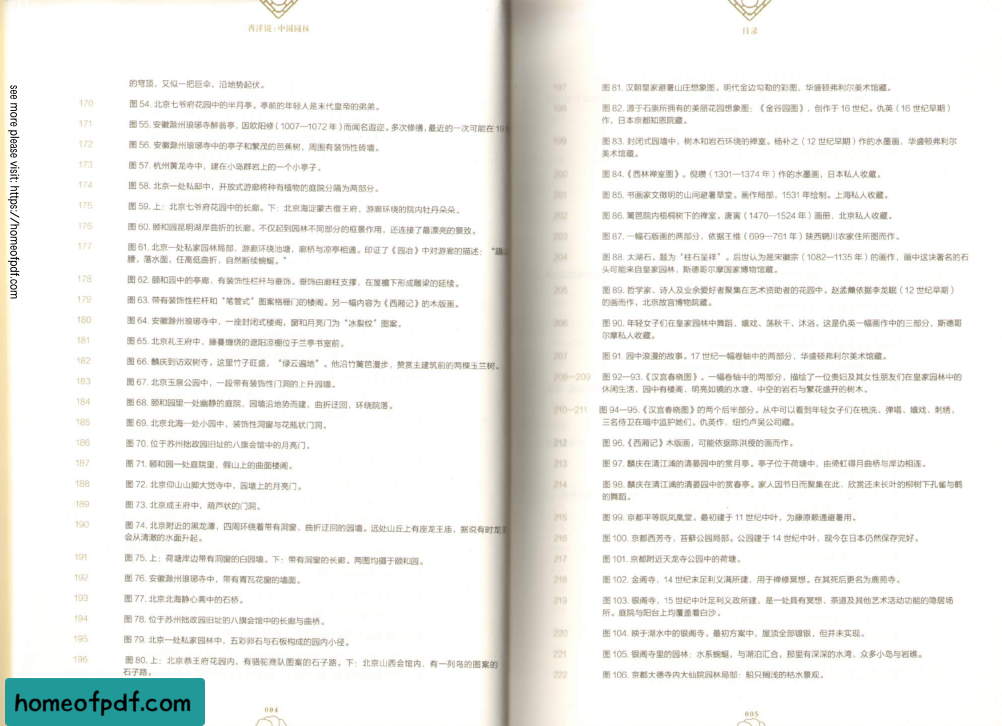 西洋镜：中国园林
的穹顶，又似一把巨伞，沿地势起伏。
170 图 54. 北京七爷府花园中的半月亭。亭前的年轻人是末代皇帝的弟弟。
171 图 55. 安徽滁州琅琊寺醉翁亭，因欧阳修（1007—1072 年）而闻名遐迩。多次修缮，最近的一次可能在 19
172 图 56. 安徽滁州琅琊寺中的亭子和繁茂的芭蕉树，周围有装饰性砖墙。
173 图 57. 杭州黄龙寺中，建在小岛群岩上的一个小亭子。
174 图 58. 北京一处私邸中，开放式游廊将种有植物的庭院分隔为两部分。
175 图 59. 上：北京七爷府花园中的长廊。下：北京海淀蒙古僧王府，游廊环绕的院内牡丹朵朵。
176 图 60. 颐和园昆明湖岸曲折的长廊。不仅起到园林不同部分的框景作用，还连接了最漂亮的景致。
177 图 61. 北京一处私家园林局部，游廊环绕池塘，廊桥与凉亭相通。印证了《园冶》中对游廊的描述：“蹑
腰，落水面，任高低曲折，自然断续蜿蜒。”
178 图 62. 颐和园中的亭廊，有装饰性栏杆与垂饰。垂饰由廊柱支撑，在屋檐下形成雕梁的延续。
179 图 63. 带有装饰性栏杆和“笔管式”图案格栅门的楼阁。另一幅内容为《西厢记》的木版画。
180 图 64. 安徽滁州琅琊寺中，一座封闭式楼阁，窗和月亮门为“冰裂纹”图案。
181 图 65. 北京礼王府中，藤蔓缠绕的遮阳凉棚位于兰亭书室前。
182 图 66. 麟庆到访双树寺。这里竹子旺盛，“绿云遍地”。他沿竹篱笆漫步，赞赏主建筑前的两棵玉兰树。
183 图 67. 北京玉泉公园中，一段带有装饰性门洞的上升园墙。
184 图 68. 颐和园里一处幽静的庭院，园墙沿地势而建，曲折迂回，环绕院落。
185 图 69. 北京北海一处小园中，装饰性洞窗与花瓶状门洞。
186 图 70. 位于苏州拙政园旧址的八旗会馆中的月亮门。
187 图 71. 颐和园一处庭院里，假山上的曲面楼阁。
188 图 72. 北京仰山山脚大觉寺中，园墙上的月亮门。
189 图 73. 北京成王府中，葫芦状的门洞。
190 图 74. 北京附近的黑龙潭，四周环绕着带有洞窗、曲折迂回的园墙。远处山丘上有座龙王庙，据说有时龙王
会从清澈的水面升起。
191 图 75. 上：荷塘岸边带有洞窗的白园墙。下：带有洞窗的长廊。两图均摄于颐和园。
192 图 76. 安徽滁州琅琊寺中，带有青瓦花窗的墙面。
193 图 77. 北京北海静心斋中的石桥。
194 图 78. 位于苏州拙政园旧址的八旗会馆中的长廊与曲桥。
195 图 79. 北京一处私家园林中，五彩卵石与石板构成的园内小径。
196 图 80. 上：北京恭王府花园内，有骆驼商队图案的石子路。下：北京山西会馆内，有一列鸟的图案的
石子路。
004
目录
197 图 81. 汉朝皇家避暑山庄想象图，明代金边勾勒的彩图，华盛顿弗利尔美术馆藏。
198 图 82. 源于石崇所拥有的美丽花园想象图：《金谷园图》，创作于 16 世纪。仇英（16 世纪早期）
作，日本京都知恩院藏。
199 图 83. 封闭式园墙中，树木和岩石环绕的禅室。杨补之（12 世纪早期）作的水墨画，华盛顿弗利尔
美术馆藏。
200 图 84.《西林禅室图》。倪瓒（1301—1374 年）作的水墨画，日本私人收藏。
201 图 85. 书画家文徵明的山间避暑草堂。画作局部，1531 年绘制。上海私人收藏。
202 图 86. 篱笆院内梧桐树下的禅室。唐寅（1470—1524 年）画册，北京私人收藏。
203 图 87. 一幅石版画的两部分，依据王维（699—761 年）陕西辋川农家住所图而作。
204 图 88. 太湖石。题为“桂石呈祥”。后世认为是宋徽宗（1082—1135 年）的画作，画中这块著名的石
头可能来自皇家园林，斯德哥尔摩国家博物馆藏。
205 图 89. 哲学家、诗人及业余爱好者聚集在艺术资助者的花园中。赵孟䫪依据李龙眠（12 世纪早期）
的画而作，北京故宫博物院藏。
206 图 90. 年轻女子们在皇家园林中舞蹈、嬉戏、荡秋千、沐浴。这是仇英一幅画作中的三部分，斯德哥
尔摩私人收藏。
207 图 91. 园中浪漫的故事。17 世纪一幅卷轴中的两部分，华盛顿弗利尔美术馆藏。
208—209 图 92—93.《汉宫春晓图》。一幅卷轴中的两部分，描绘了一位贵妇及其女性朋友们在皇家园林中的
休闲生活，园中有楼阁、明亮如镜的水塘、中空的岩石与繁花盛开的树木。
210—211 图 94—95.《汉宫春晓图》的两个后半部分。从中可以看到年轻女子们在梳洗、弹唱、嬉戏、刺绣，
三名侍卫在暗中监护她们。仇英作，纽约卢吴公司藏。
212 图 96.《西厢记》木版画，可能依据陈洪绶的画而作。
213 图 97. 麟庆在清江浦的清晏园中的赏月亭。亭子位于荷塘中，由倚虹得月曲桥与岸边相连。
214 图 98. 麟庆在清江浦的清晏园中的赏春亭。家人因节日而聚集在此，欣赏还未长叶的柳树下孔雀与鹤
的舞蹈。
215 图 99. 京都平等院凤凰堂。最初建于 11 世纪中叶，为藤原赖通避暑用。
216 图 100. 京都西芳寺，苔藓公园局部。公园建于 14 世纪中叶，现今在日本仍然保存完好。
217 图 101. 京都附近天龙寺公园中的荷塘。
218 图 102. 金阁寺，14 世纪末足利义满所建，用于禅修冥想。在其死后更名为鹿苑寺。
219 图 103. 银阁寺，15 世纪中叶足利义政所建，是一处具有冥想、茶道及其他艺术活动功能的隐居场
所。庭院与阳台上均覆盖着白沙。
220 图 104. 映于湖水中的银阁寺。最初方案中，屋顶全部镀银，但并未实现。
221 图 105. 银阁寺里的园林：水系蜿蜒，与湖泊汇合，那里有深深的水湾、众多小岛与岩礁。
222 图 106. 京都大德寺内大仙院园林局部：船只搁浅的枯水景观。
005
see more please visit: https://homeofpdf.com
homeofpdf.com